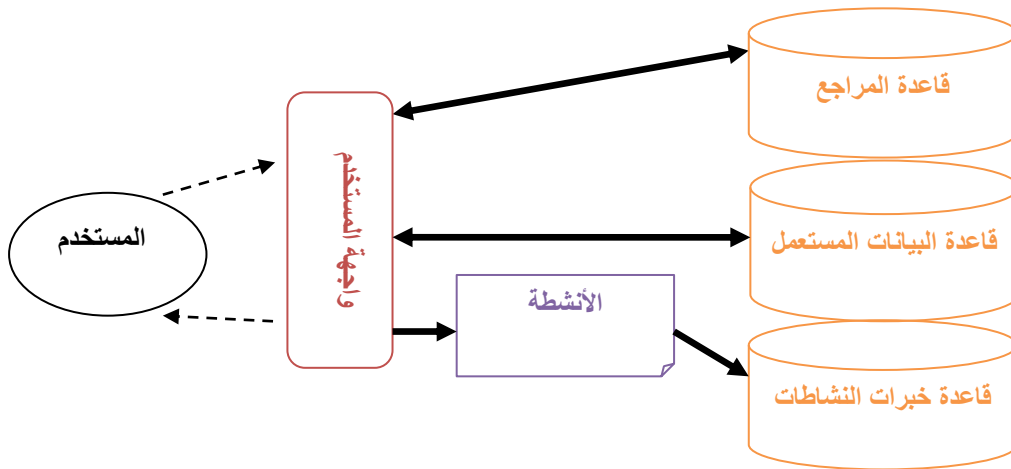 قاعدة المراجع
واجهة المستخدم
المستخدم
قاعدة البيانات المستعمل
الأنشطة
قاعدة خبرات النشاطات